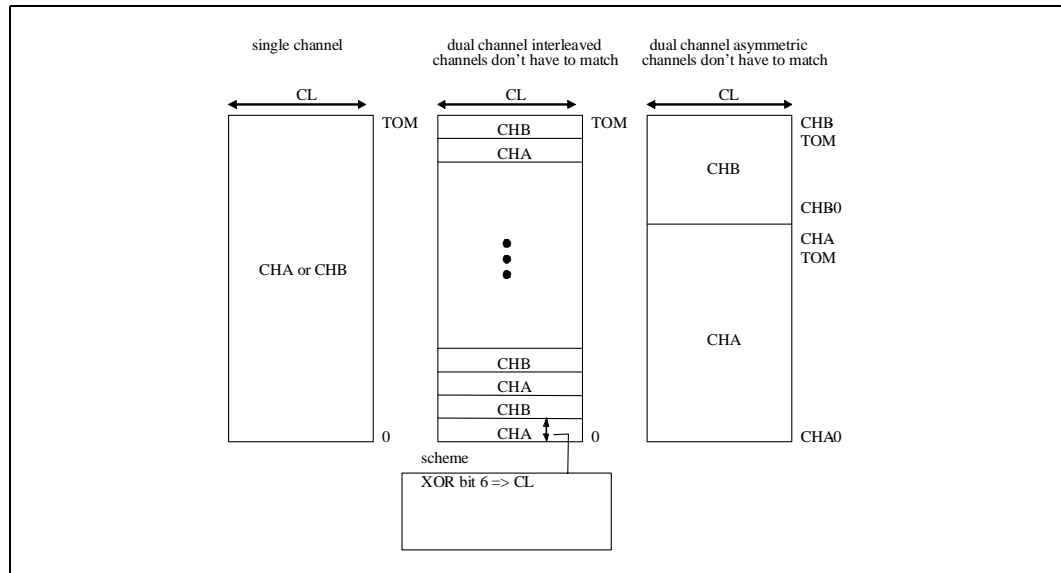 single channel
dual channel interleaved
channels don't have to match
dual channel asymmetric
channels don't have to match
CL
CL
CL
TOM
TOM
CHB-
TOM
CHB
CHA
CHB
CHB0
CHA
TOM
CHA or CHB
CHA
CHB
CHA
CHB
CHA
0
0
CHA0
scheme
XOR bit 6 => CL